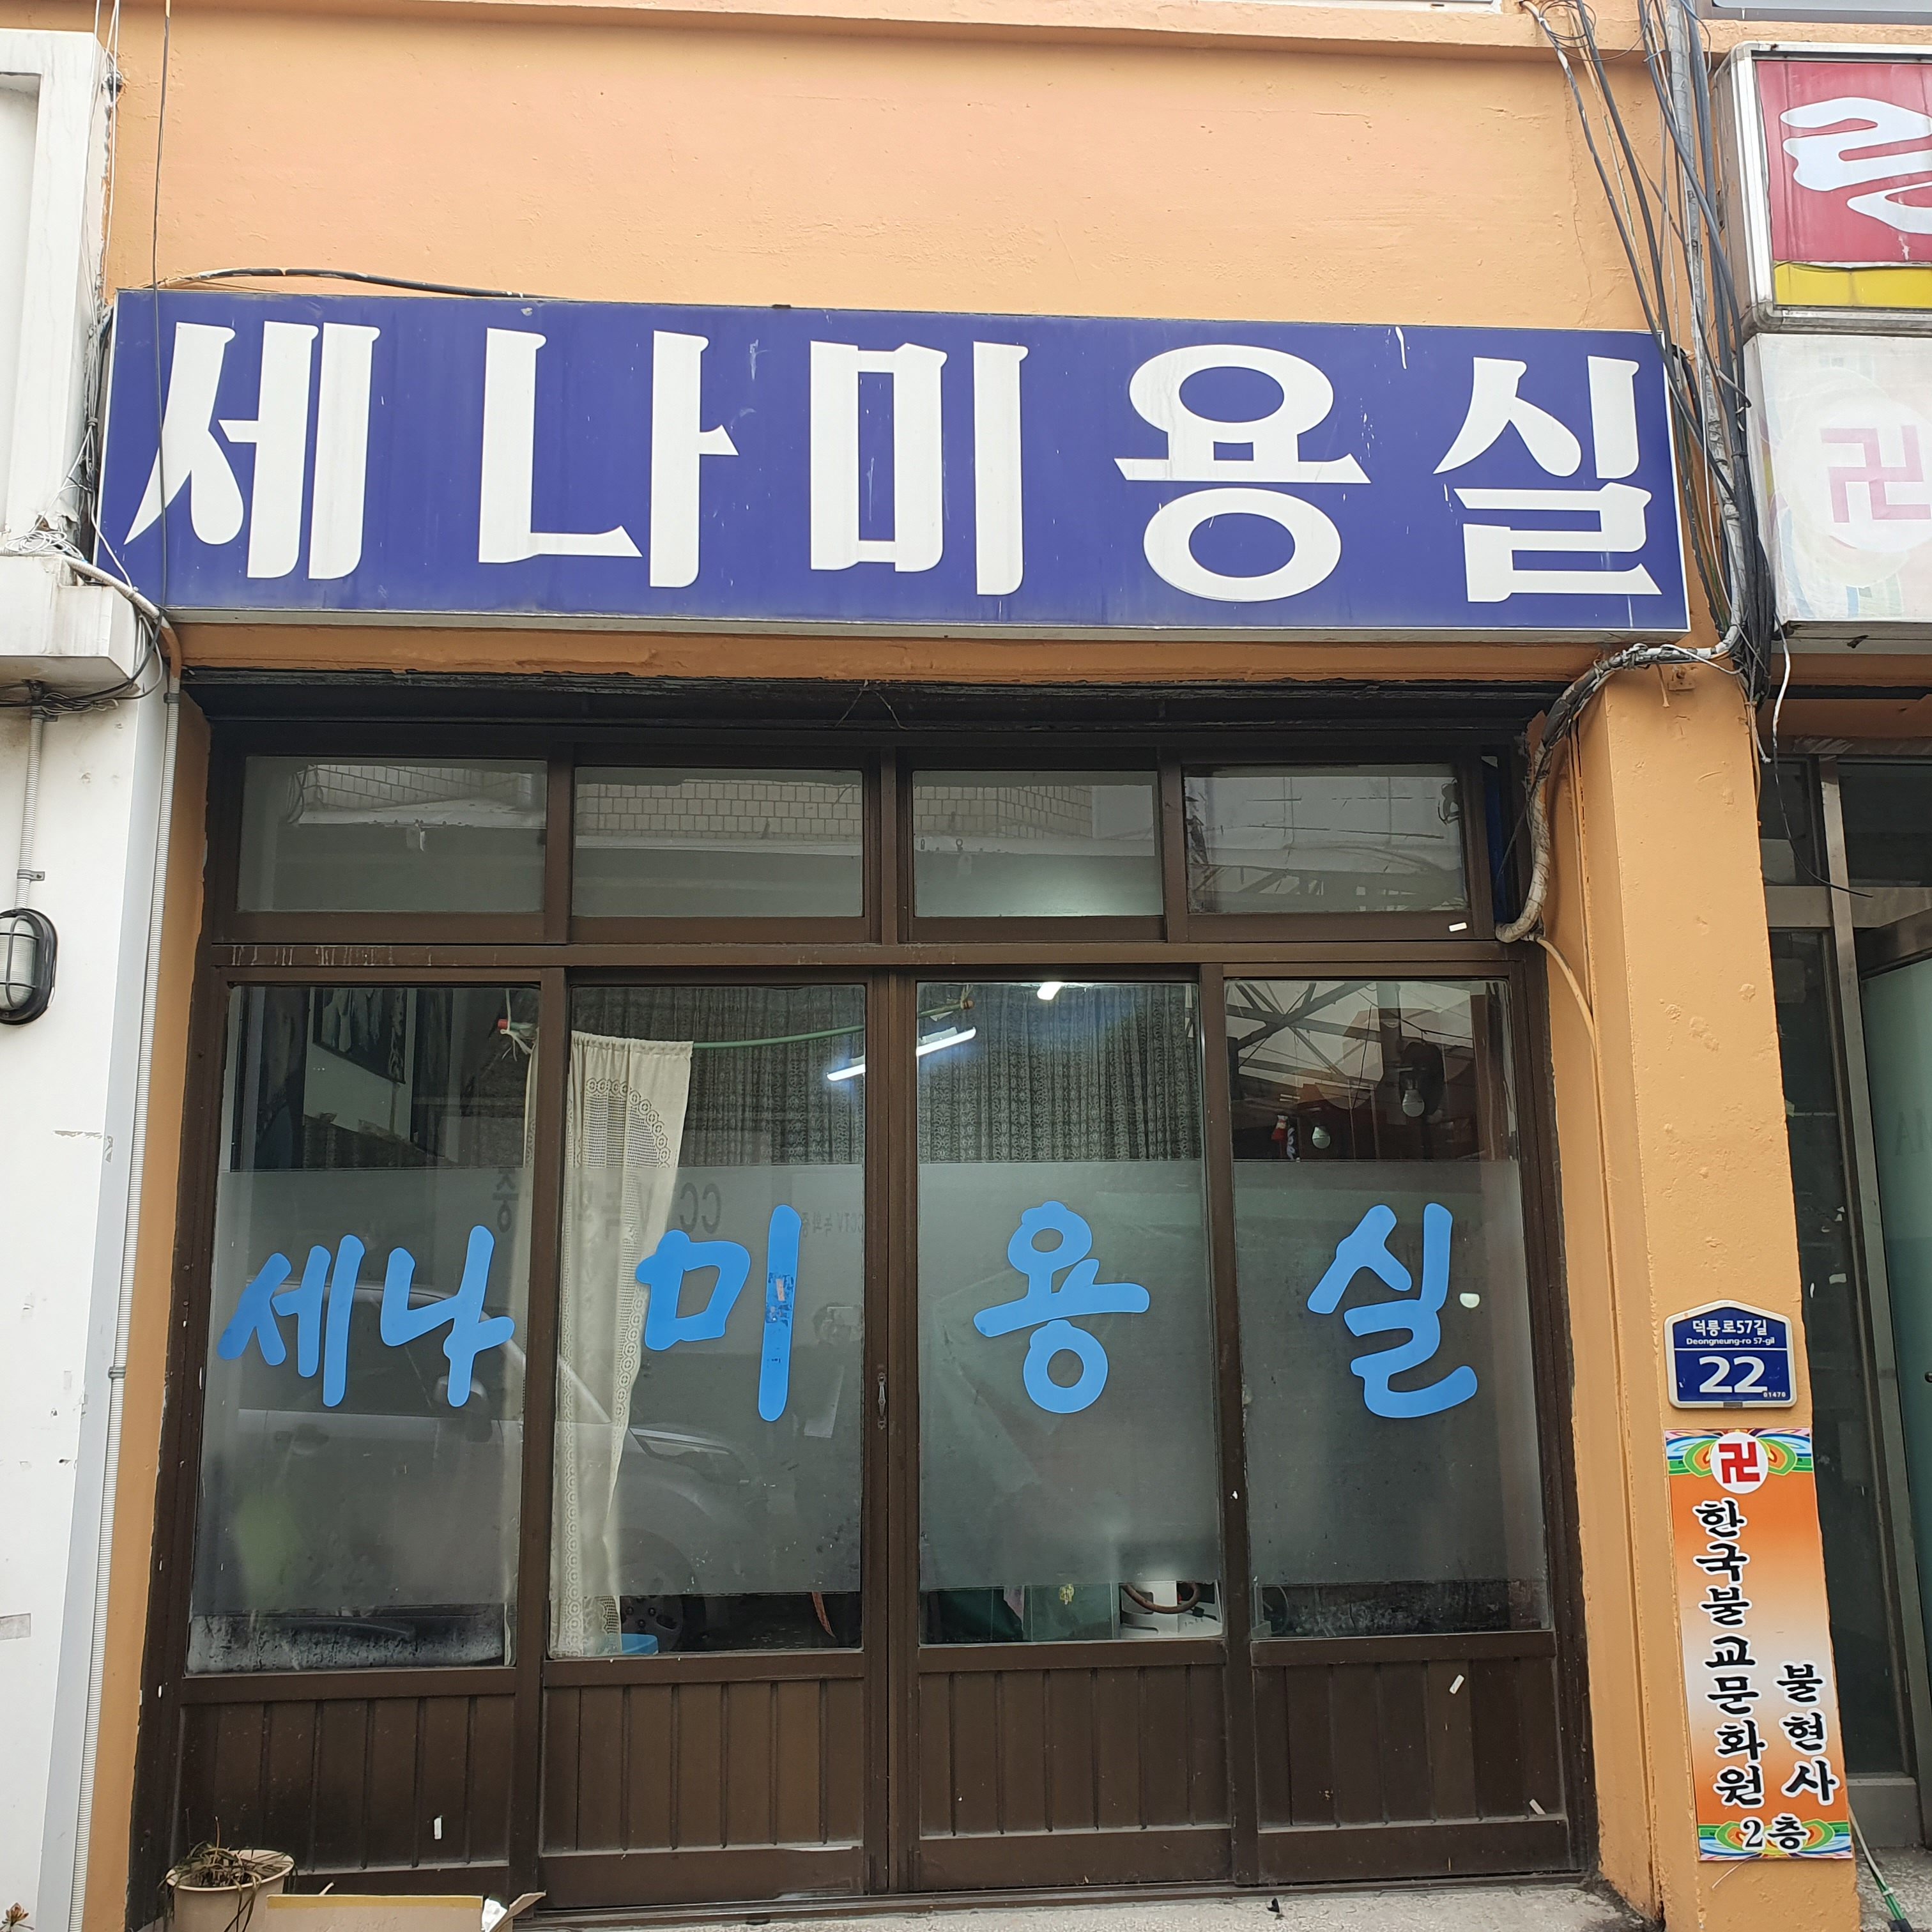 세나미용실
세나 미 용 실
덕릉로57길
Deongneung-ro 57-gil
22
01478
卍
한국불교문화원
불현사
2층